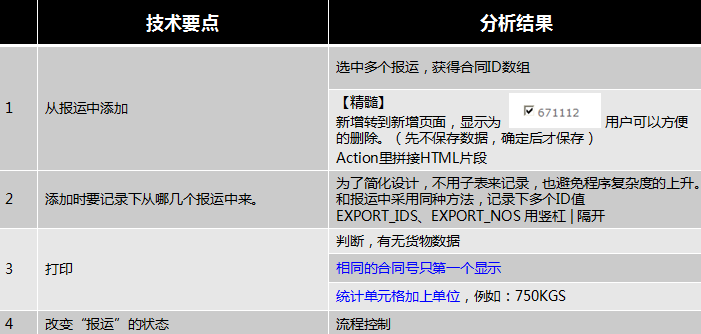 技术要点 分析结果
1 从报运中添加 选中多个报运，获得合同ID数组
【精髓】
新增转到新增页面，显示为 671112 用户可以方便
的删除。（先不保存数据，确定后才保存）
Action里拼接HTML片段
2 添加时要记录下从哪几个报运中来。 为了简化设计，不用子表来记录，也避免程序复杂度的上升。
和报运中采用同种方法，记录下多个ID值
EXPORT_IDS、EXPORT_NOS 用竖杠 | 隔开
3 打印 判断，有无货物数据
相同的合同号只第一个显示
统计单元格加上单位，例如：750KGS
4 改变“报运”的状态 流程控制